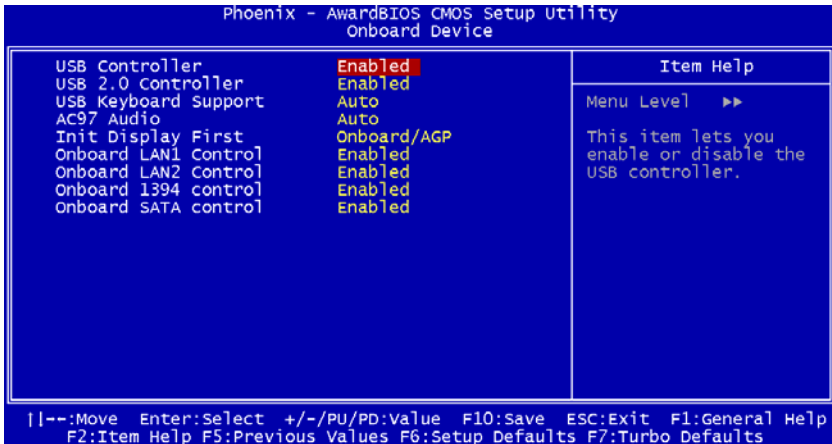 Phoenix - AwardBIOS CMOS Setup Utility
Onboard Device
USB Controller Enabled
USB 2.0 Controller Enabled
USB Keyboard Support Auto
AC97 Audio Auto
Init Display First Onboard/AGP
Onboard LAN1 Control Enabled
Onboard LAN2 Control Enabled
Onboard 1394 control Enabled
Onboard SATA control Enabled
Item Help
Menu Level ►►
This item lets you
enable or disable the
USB controller.
↑|--:Move Enter:Select +/-/PU/PD:Value F10:Save ESC:Exit F1:General Help
F2:Item Help F5:Previous Values F6:Setup Defaults F7:Turbo Defaults